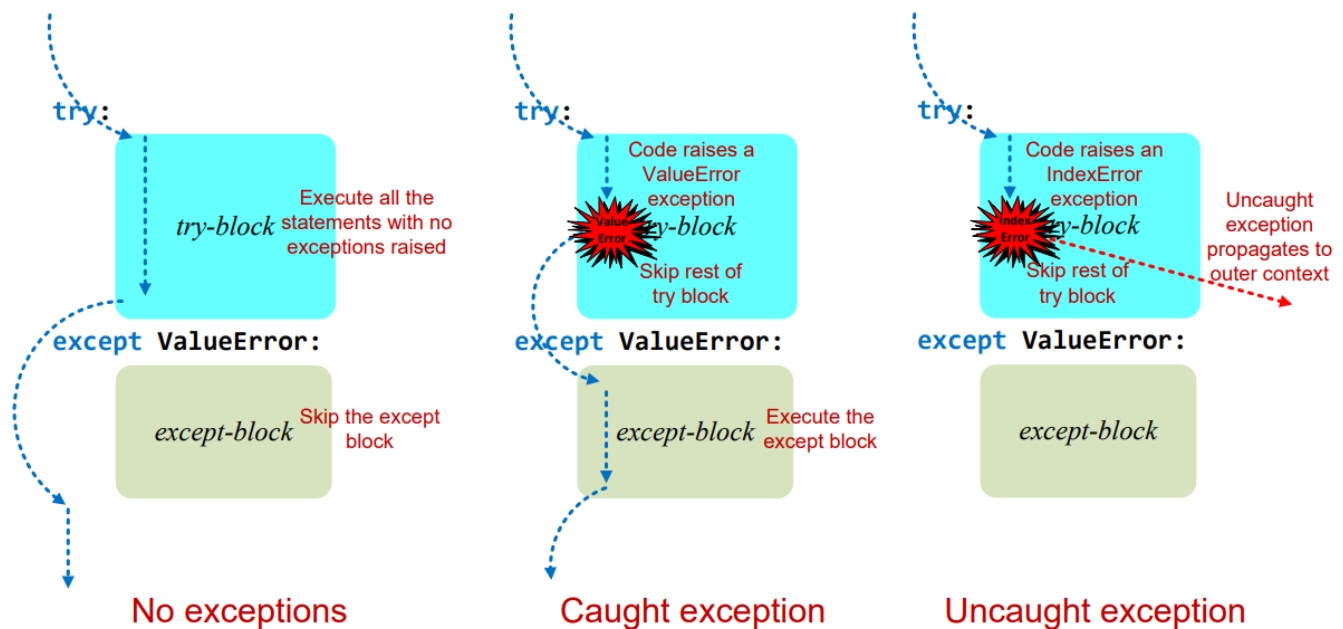 try:
Execute all the
statements with no
exceptions raised
try-block
except ValueError:
Skip the except
block
except-block
No exceptions
try:
Code raises a
ValueError
exception
Value
Error
try-block
Skip rest of
try block
except ValueError:
Execute the
except block
except-block
Caught exception
try:
Code raises an
IndexError
exception
Index
Error
try-block
Skip rest of
try block
Uncaught
exception
propagates to
outer context
except ValueError:
except-block
Uncaught exception